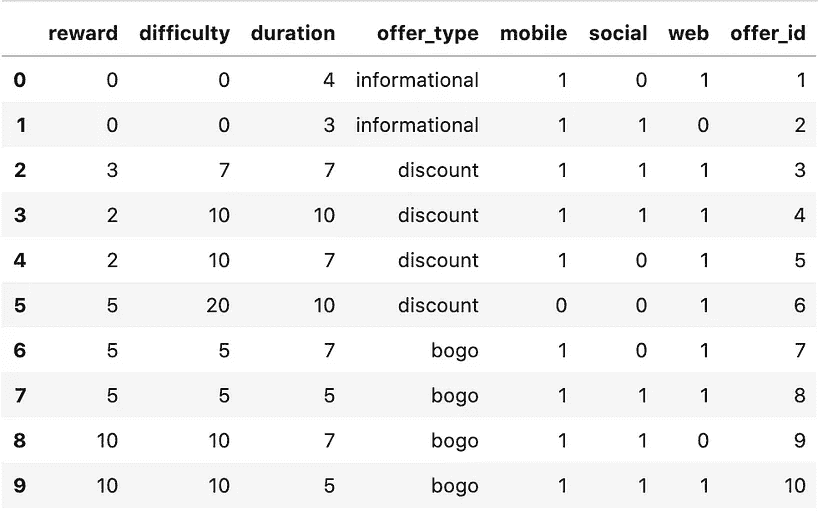 reward difficulty duration offer_type mobile social web offer_id
0 0 0 4 informational 1 0 1 1
1 0 0 3 informational 1 1 0 2
2 3 7 7 discount 1 1 1 3
3 2 10 10 discount 1 1 1 4
4 2 10 7 discount 1 0 1 5
5 5 20 10 discount 0 0 1 6
6 5 5 7 bogo 1 0 1 7
7 5 5 5 bogo 1 1 1 8
8 10 10 7 bogo 1 1 0 9
9 10 10 5 bogo 1 1 1 10